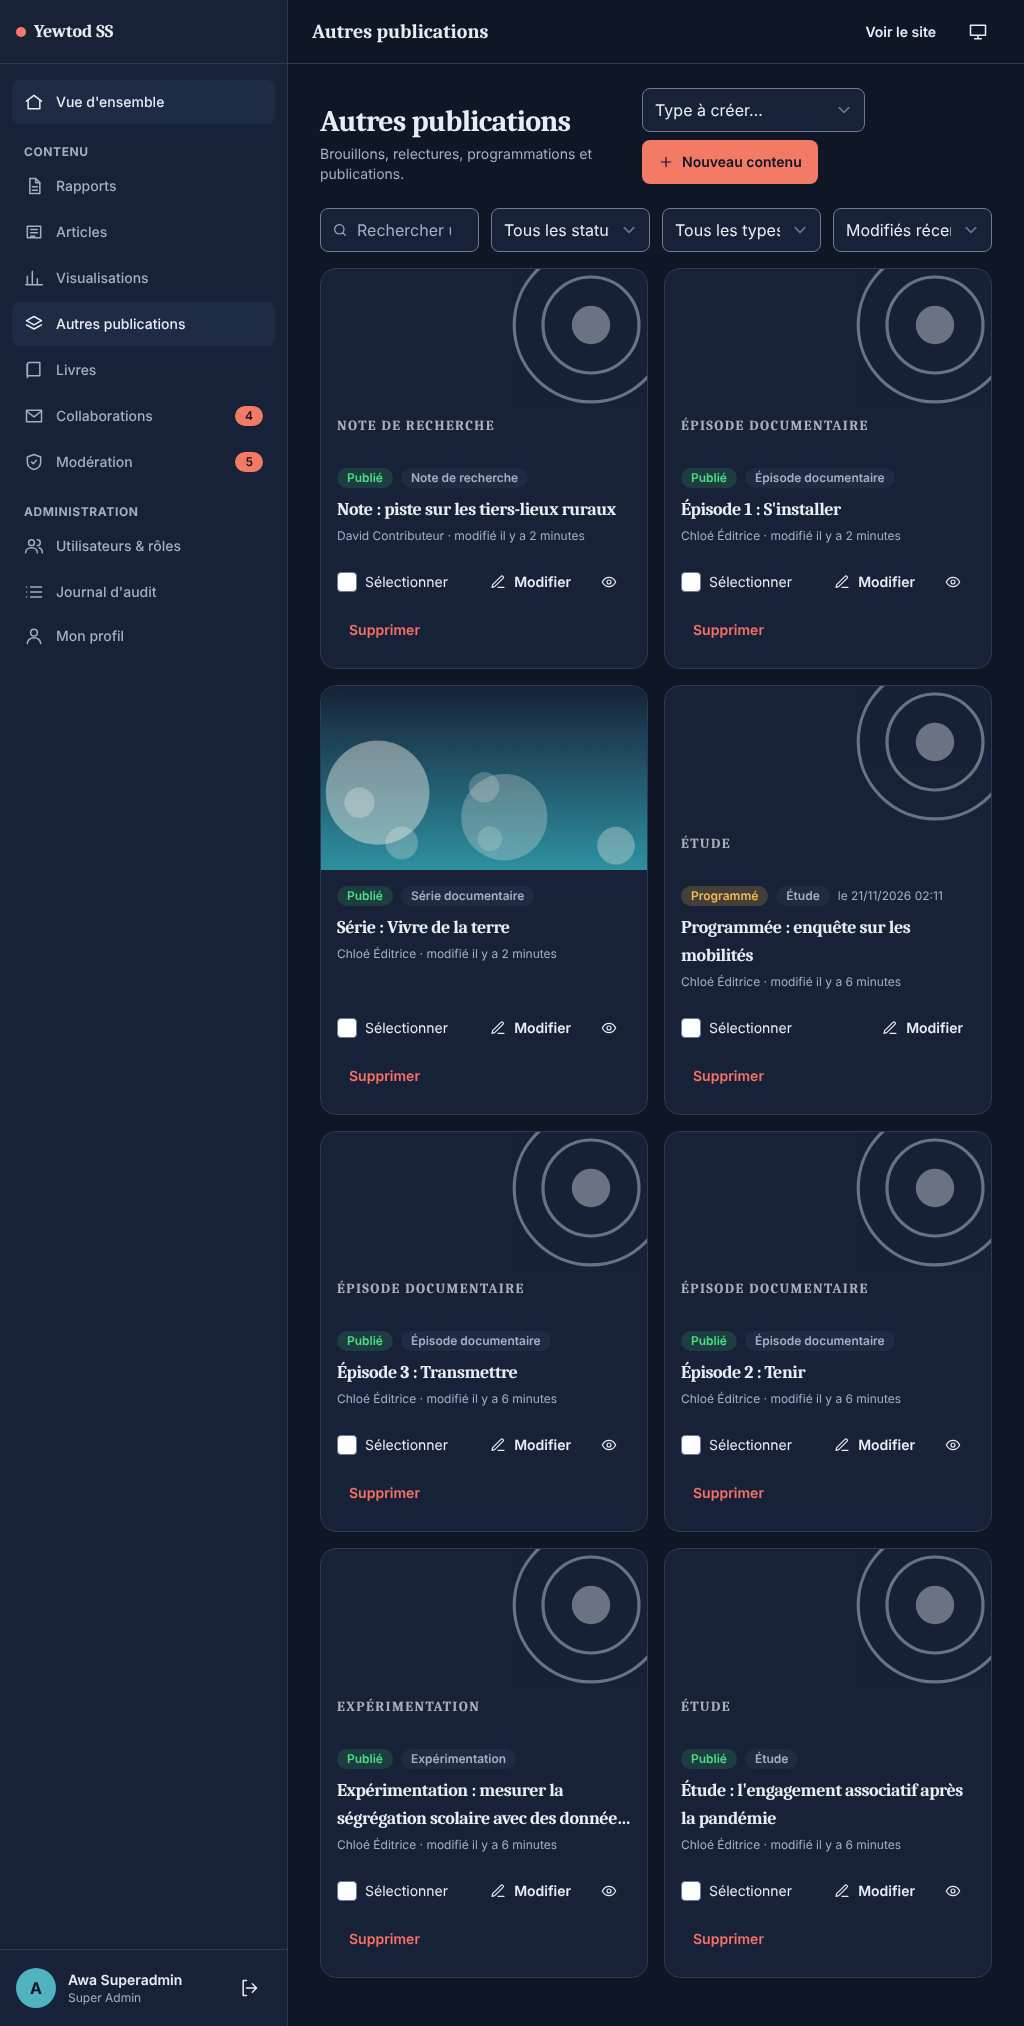 Yewtod SS
Autres publications
Voir le site
Vue d'ensemble
CONTENU
Rapports
Articles
Visualisations
Autres publications
Livres
Collaborations 4
Modération 5
ADMINISTRATION
Utilisateurs & rôles
Journal d'audit
Mon profil
Awa Superadmin
Super Admin
A
Autres publications
Brouillons, relectures, programmations et
publications.
Type à créer...
+ Nouveau contenu
Rechercher
Tous les statu
Tous les types
Modifiés récen
NOTE DE RECHERCHE
Publié Note de recherche
Note : piste sur les tiers-lieux ruraux
David Contributeur · modifié il y a 2 minutes
Sélectionner Modifier
Supprimer
ÉPISODE DOCUMENTAIRE
Publié Épisode documentaire
Épisode 1 : S'installer
Chloé Éditrice · modifié il y a 2 minutes
Sélectionner Modifier
Supprimer
Publié Série documentaire
Série : Vivre de la terre
Chloé Éditrice · modifié il y a 2 minutes
Sélectionner Modifier
Supprimer
ÉTUDE
Programmé Étude le 21/11/2026 02:11
Programmée : enquête sur les
mobilités
Chloé Éditrice · modifié il y a 6 minutes
Sélectionner Modifier
Supprimer
ÉPISODE DOCUMENTAIRE
Publié Épisode documentaire
Épisode 3 : Transmettre
Chloé Éditrice · modifié il y a 6 minutes
Sélectionner Modifier
Supprimer
ÉPISODE DOCUMENTAIRE
Publié Épisode documentaire
Épisode 2 : Tenir
Chloé Éditrice · modifié il y a 6 minutes
Sélectionner Modifier
Supprimer
EXPÉRIMENTATION
Publié Expérimentation
Expérimentation : mesurer la
ségrégation scolaire avec des donnée...
Chloé Éditrice · modifié il y a 6 minutes
Sélectionner Modifier
Supprimer
ÉTUDE
Publié Étude
Étude : l'engagement associatif après
la pandémie
Chloé Éditrice · modifié il y a 6 minutes
Sélectionner Modifier
Supprimer